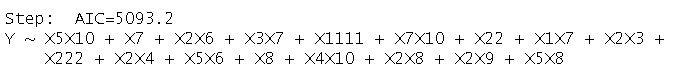 Step:  AIC=5093.2
Y ~ X5X10 + X7 + X2X6 + X3X7 + X1111 + X7X10 + X22 + X1X7 + X2X3 +
    X222 + X2X4 + X5X6 + X8 + X4X10 + X2X8 + X2X9 + X5X8